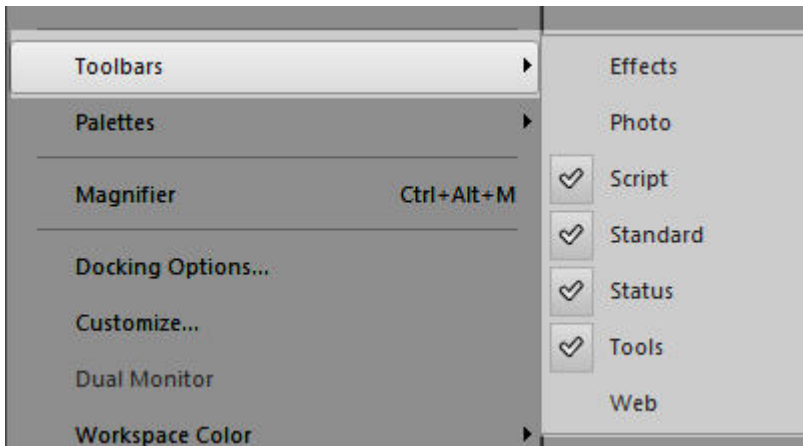 Toolbars
Palettes
Magnifier Ctrl+Alt+M
Docking Options...
Customize...
Dual Monitor
Workspace Color
Effects
Photo
Script
Standard
Status
Tools
Web